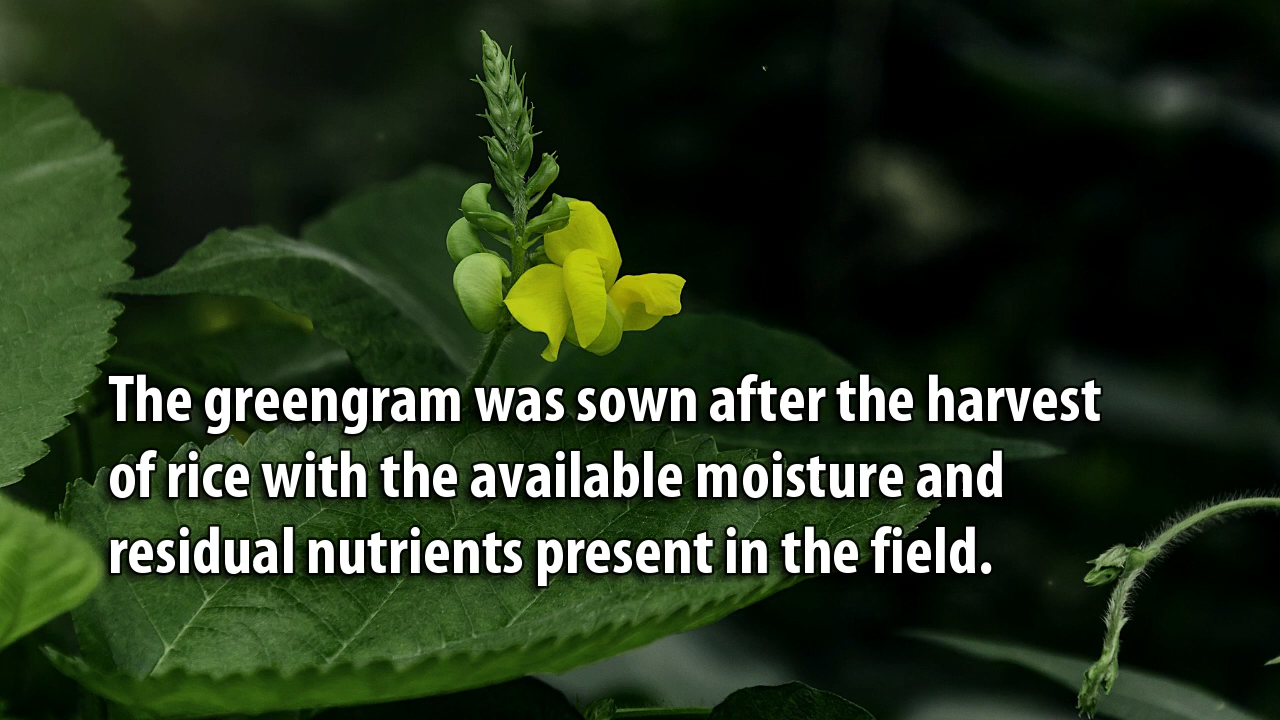 The greengram was sown after the harvest
of rice with the available moisture and
residual nutrients present in the field.